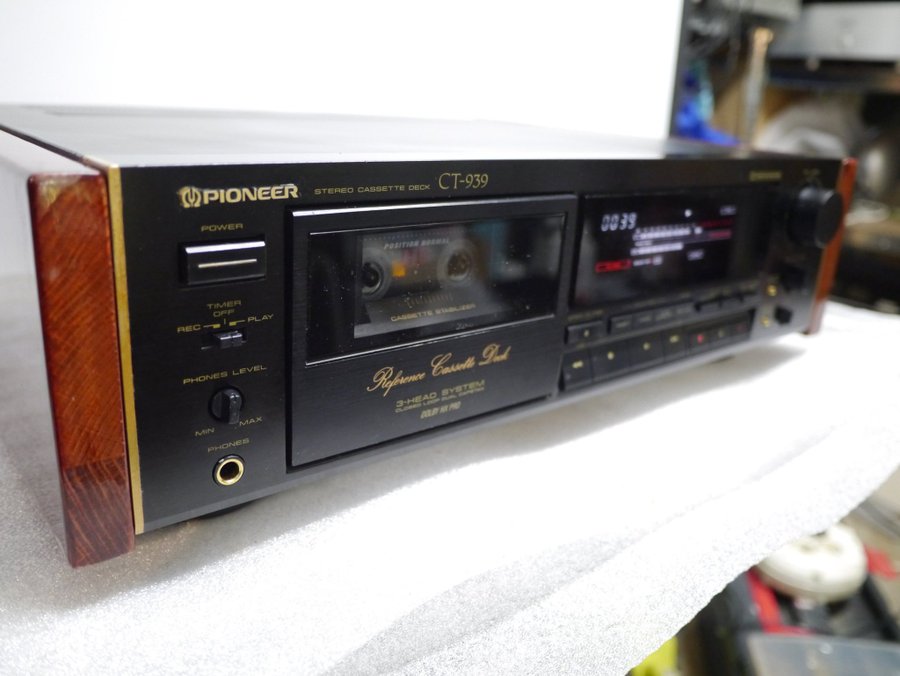 PIONEER STEREO CASSETTE DECK CT-939
POWER
TIMER
OFF
REC PLAY
PHONES LEVEL
MIN MAX
PHONES
POSITION NORMAL
CASSETTE STABILIZER
Reference Cassette Deck
3-HEAD SYSTEM
CLOSED LOOP DUAL CAPSTAN
DOLBY HX PRO
0039